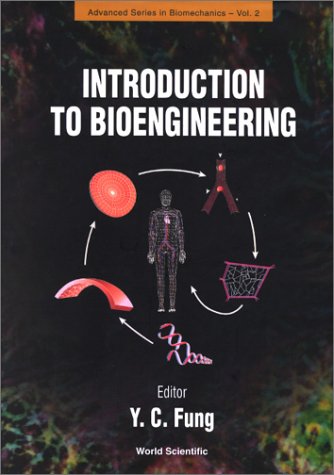 Advanced Series in Biomechanics – Vol. 2
INTRODUCTION
TO BIOENGINEERING
Editor
Y. C. Fung
World Scientific